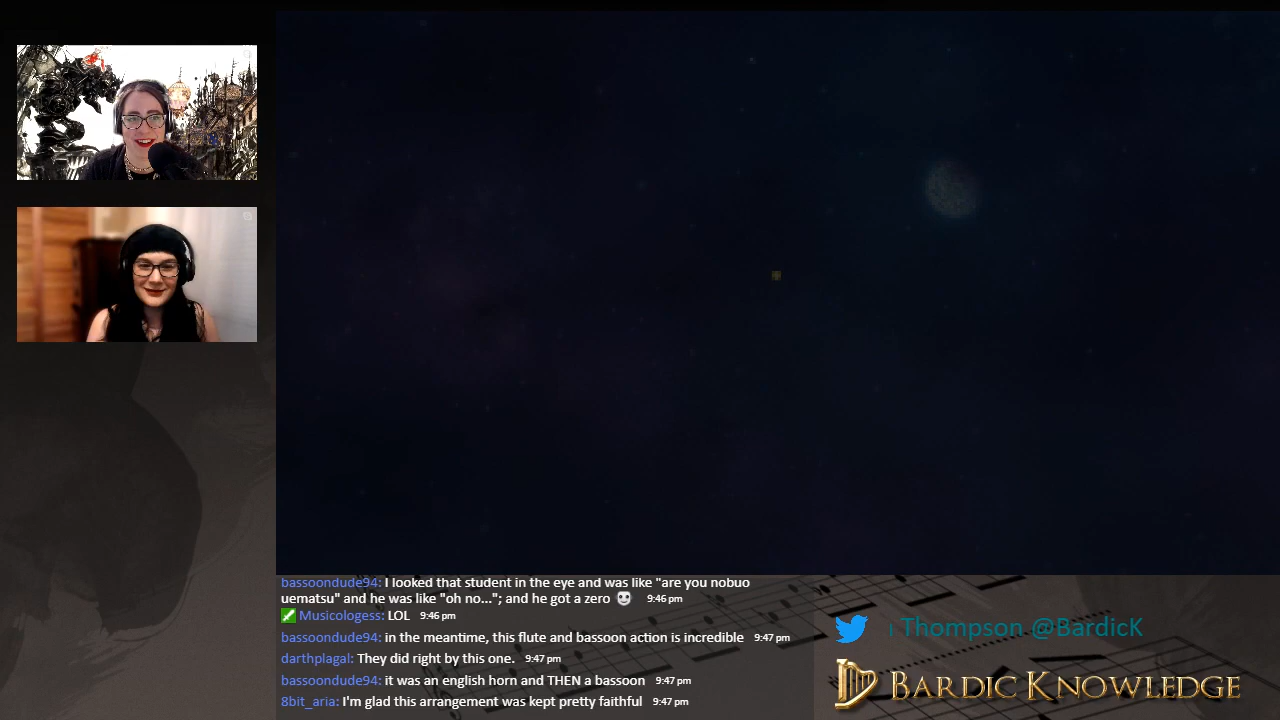 bassoondude94: I looked that student in the eye and was like "are you nobuo
uematsu" and he was like "oh no..."; and he got a zero 9:46 pm
Musicologess: LOL 9:46 pm
bassoondude94: in the meantime, this flute and bassoon action is incredible 9:47 pm
darthplagal: They did right by this one. 9:47 pm
bassoondude94: it was an english horn and THEN a bassoon 9:47 pm
8bit_aria: I'm glad this arrangement was kept pretty faithful 9:47 pm
Thompson @BardicK
BARDIC KNOWLEDGE